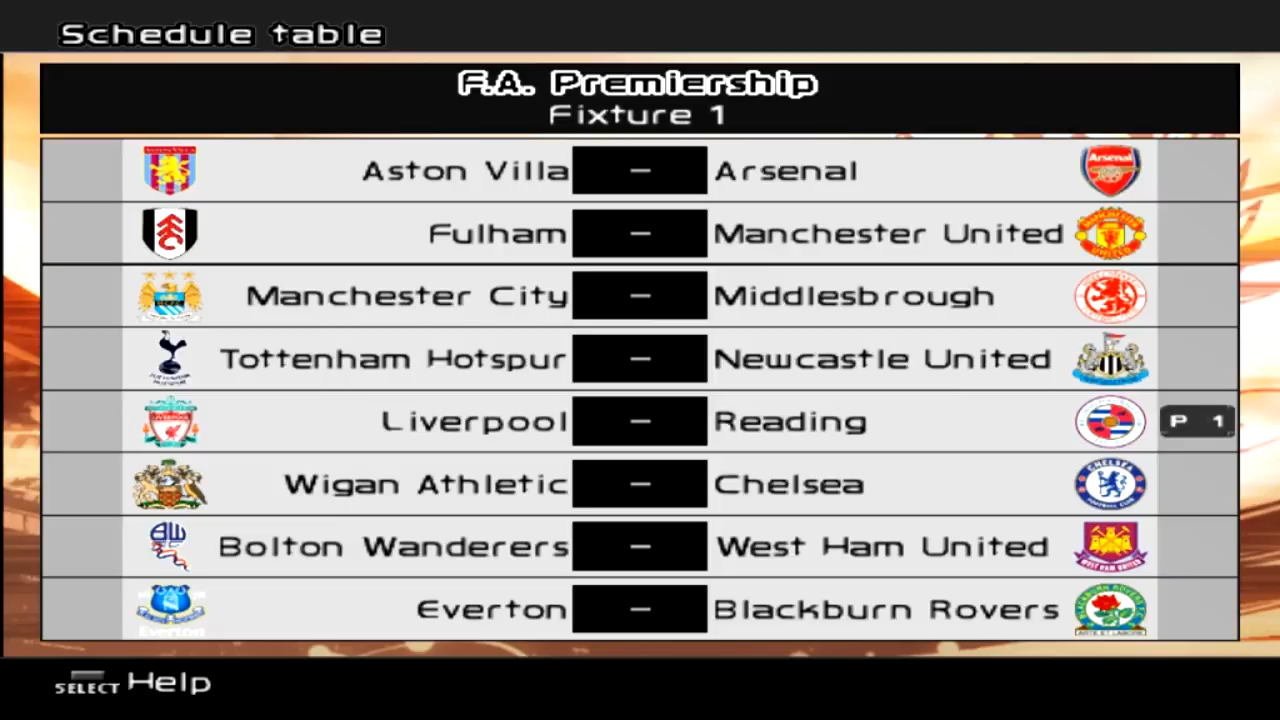 Schedule table
F.A. Premiership
Fixture 1
Aston Villa – Arsenal
Fulham – Manchester United
Manchester City – Middlesbrough
Tottenham Hotspur – Newcastle United
Liverpool – Reading P 1
Wigan Athletic – Chelsea
Bolton Wanderers – West Ham United
Everton – Blackburn Rovers
SELECT Help